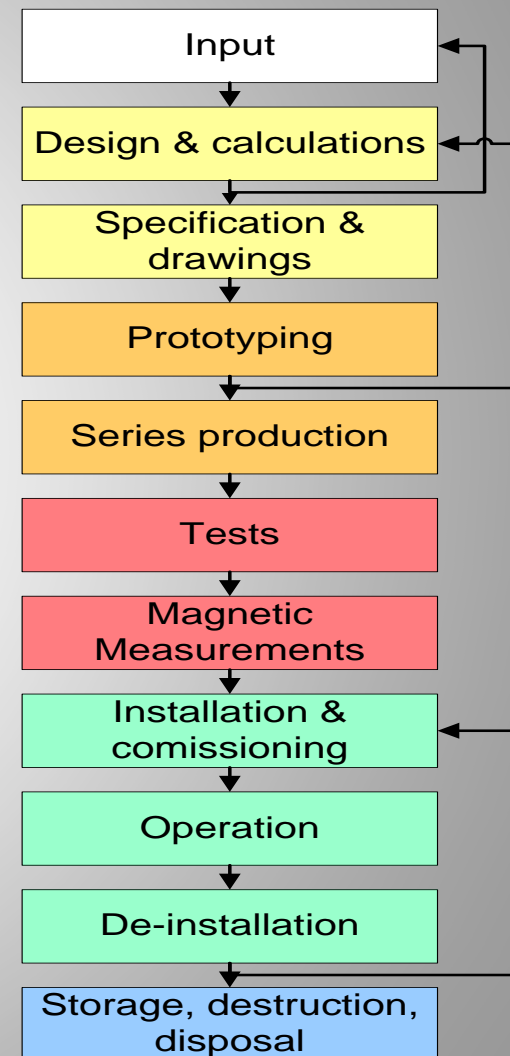 Input
Design & calculations
Specification &
drawings
Prototyping
Series production
Tests
Magnetic
Measurements
Installation &
comissioning
Operation
De-installation
Storage, destruction,
disposal